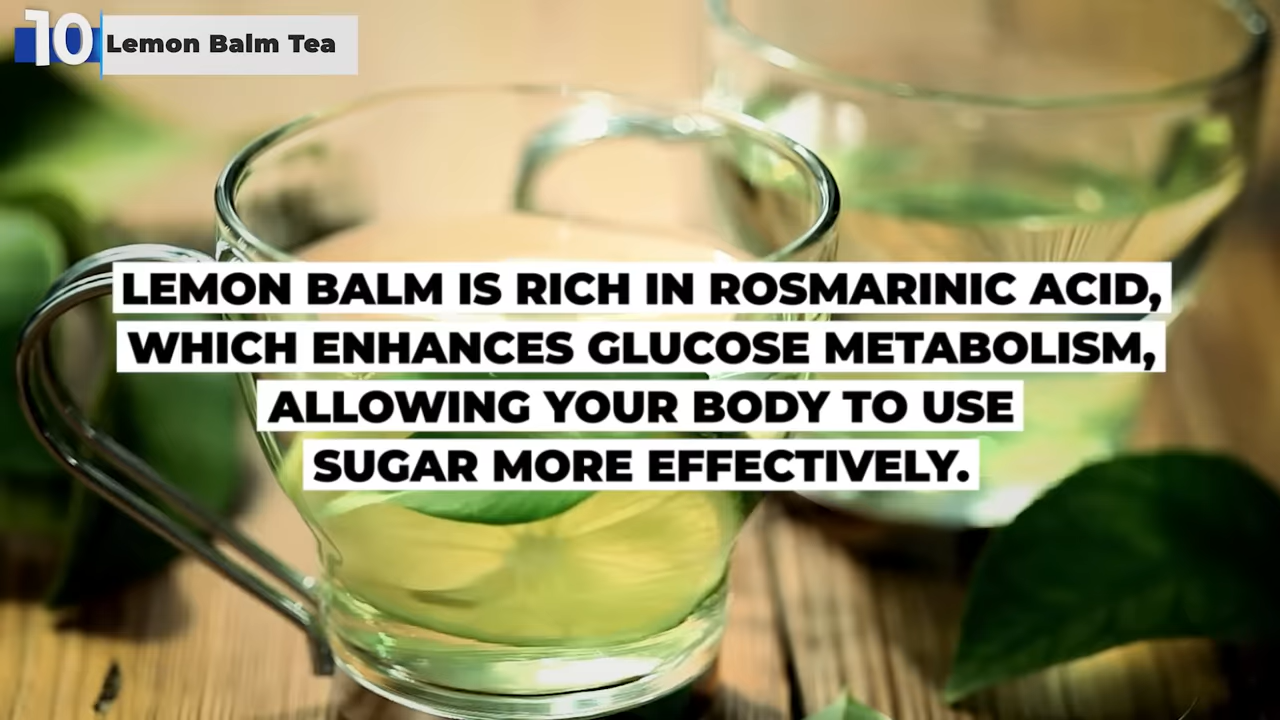 10
Lemon Balm Tea
LEMON BALM IS RICH IN ROSMARINIC ACID,
WHICH ENHANCES GLUCOSE METABOLISM,
ALLOWING YOUR BODY TO USE
SUGAR MORE EFFECTIVELY.